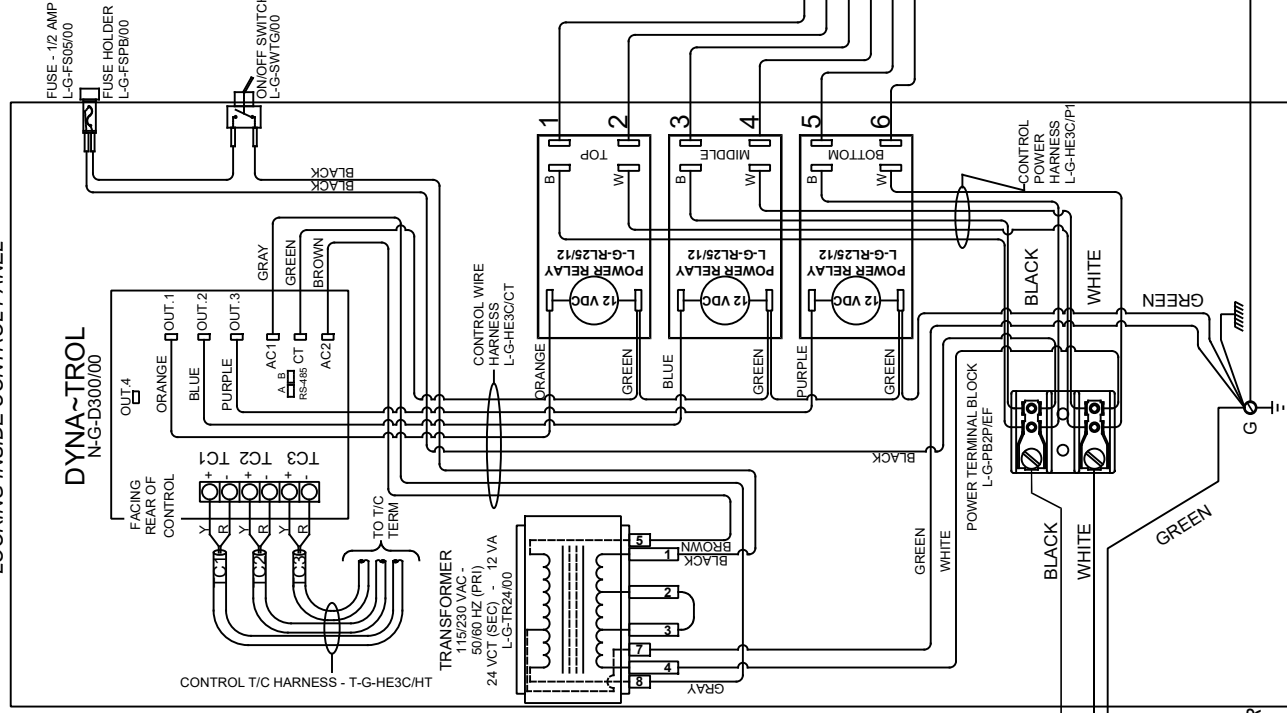 FUSE - 1/2 AMP
L-G-FS05/00
FUSE HOLDER
L-G-FSPB/00
ON/OFF SWITCH
L-G-SWTG/00
DYNA~TROL
N-G-D300/00
OUT.4
OUT.1
OUT.2
OUT.3
ORANGE
BLUE
PURPLE
AC1
A B
RS-485
CT
AC2
GRAY
GREEN
BROWN
BLACK
BLACK
FACING
REAR OF
CONTROL
TC1
TC2
TC3
+
-
+
-
+
-
Y
R
Y
R
Y
R
C1
C2
C3
TO T/C
TERM
CONTROL T/C HARNESS - T-G-HE3C/HT
CONTROL WIRE
HARNESS
L-G-HE3C/CT
1
2
3
4
5
6
TOP
MIDDLE
BOTTOM
B
W
B
W
B
W
POWER RELAY
L-G-RL25/12
POWER RELAY
L-G-RL25/12
POWER RELAY
L-G-RL25/12
12 VDC
12 VDC
12 VDC
ORANGE
GREEN
BLUE
GREEN
PURPLE
GREEN
CONTROL
POWER
HARNESS
L-G-HE3C/P1
BLACK
WHITE
GREEN
BLACK
TRANSFORMER
115/230 VAC -
50/60 HZ (PRI)
24 VCT (SEC) - 12 VA
L-G-TR24/00
5
1
2
3
7
4
8
BROWN
BLACK
GRAY
GREEN
WHITE
POWER TERMINAL BLOCK
L-G-PB2P/EF
BLACK
WHITE
GREEN
G